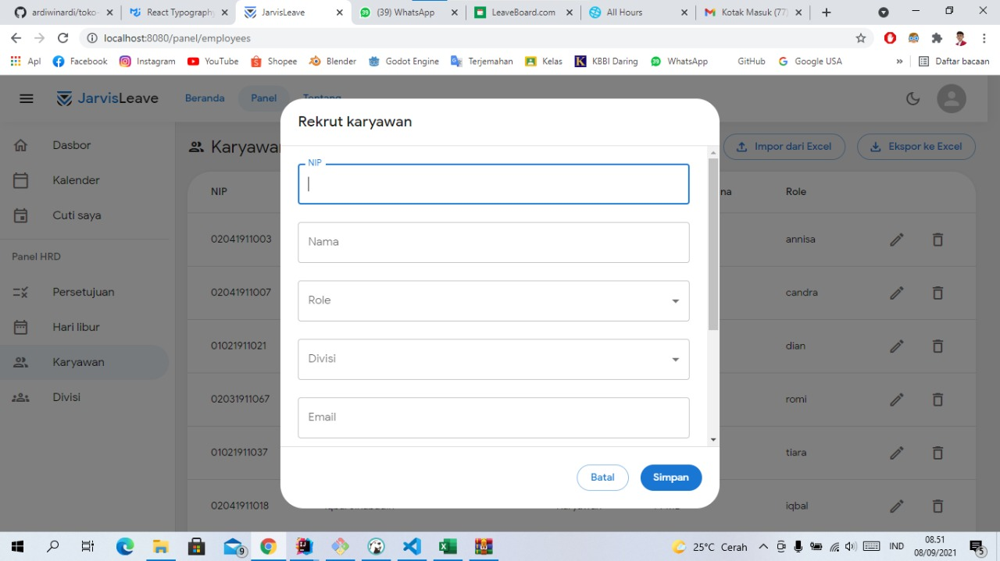 ardiwinardi/toko-
React Typography
JarvisLeave
(39) WhatsApp
LeaveBoard.com
All Hours
Kotak Masuk (77)
localhost:8080/panel/employees
Apl
Facebook
Instagram
YouTube
Shopee
Blender
Godot Engine
Terjemahan
Kelas
KBBI Daring
WhatsApp
GitHub
Google USA
Daftar bacaan
JarvisLeave
Beranda
Panel
Tentang
Dasbor
Kalender
Cuti saya
Panel HRD
Persetujuan
Hari libur
Karyawan
Divisi
Karyawan
Impor dari Excel
Ekspor ke Excel
NIP
na
Role
02041911003
annisa
02041911007
candra
01021911021
dian
02031911067
romi
01021911037
tiara
02041911018
iqbal
Rekrut karyawan
NIP
Nama
Role
Divisi
Email
Batal
Simpan
9
25°C Cerah
IND
08.51
08/09/2021
5